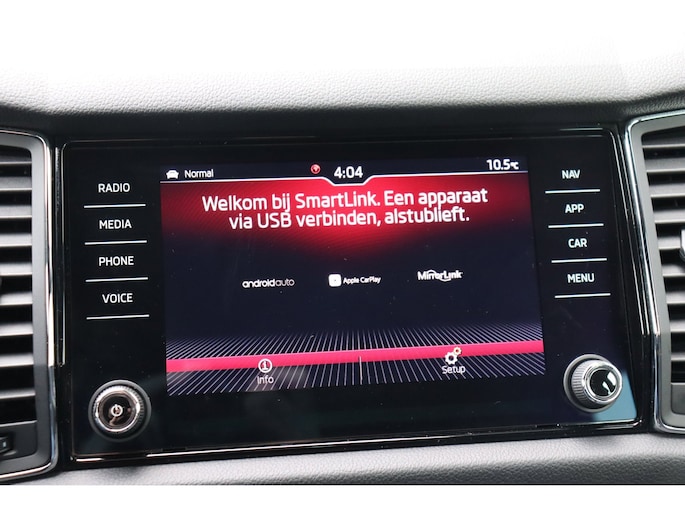 Normal 4:04 10.5°C
Welkom bij SmartLink. Een apparaat
via USB verbinden, alstublieft.
androidauto Apple CarPlay MirrorLink
Info Setup
RADIO
MEDIA
PHONE
VOICE
NAV
APP
CAR
MENU